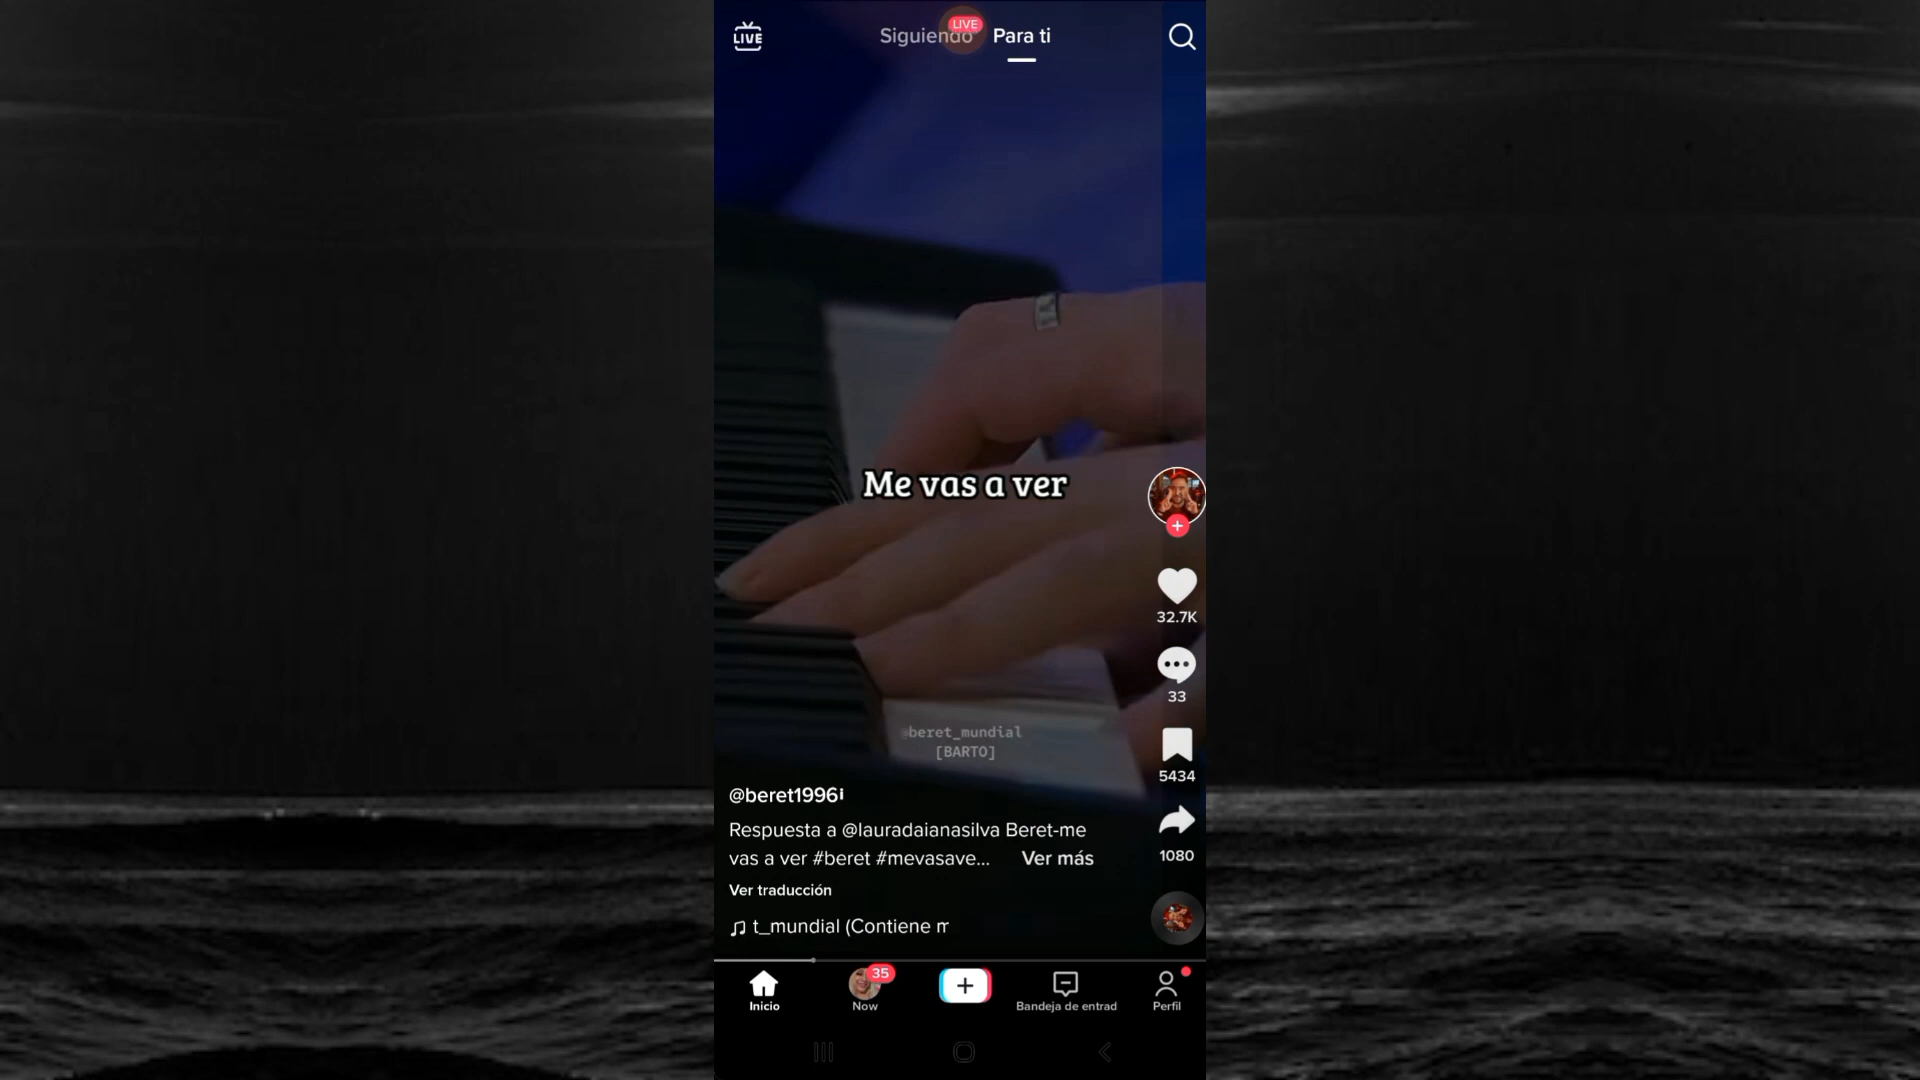 LIVE
Siguiendo
LIVE
Para ti
Me vas a ver
32.7K
33
@beret_mundial
[BARTO]
5434
@beret1996
Respuesta a @lauradaianasilva Beret-me
vas a ver #beret #mevasave... Ver más
1080
Ver traducción
t_mundial (Contiene
35
Inicio
Now
Bandeja de entrad
Perfil